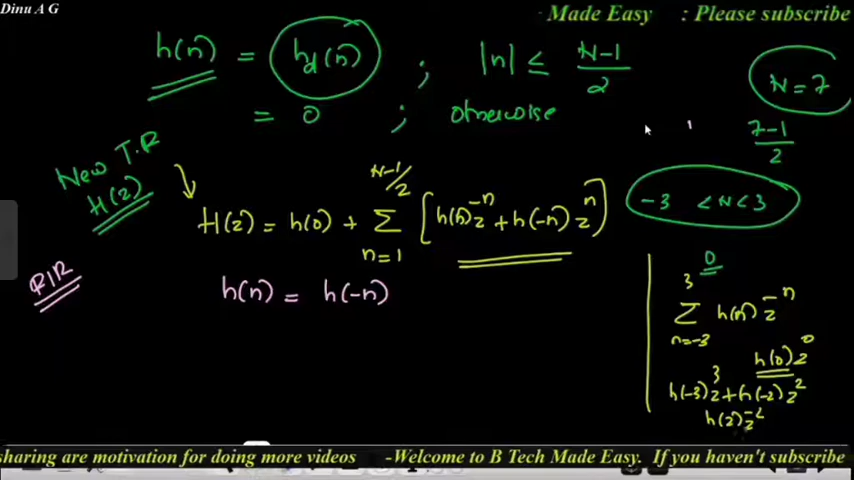 Dinu A G
- Made Easy : Please subscribe
h(n) = hd(n) ; |n| ≤ N-1/2
= 0 ; otherwise
N = 7
7-1/2
-3 < N < 3
New T.R
H(z)
H(z) = h(0) + Σ n=1 N-1/2 [h(n)z^-n + h(-n)z^n]
h(n) = h(-n)
0
3 Σ n=-3 h(n)z^-n
h(0)z^0
h(-3)z^3 + h(-2)z^2
h(2)z^-2
sharing are motivation for doing more videos -Welcome to B Tech Made Easy. If you haven't subscribe